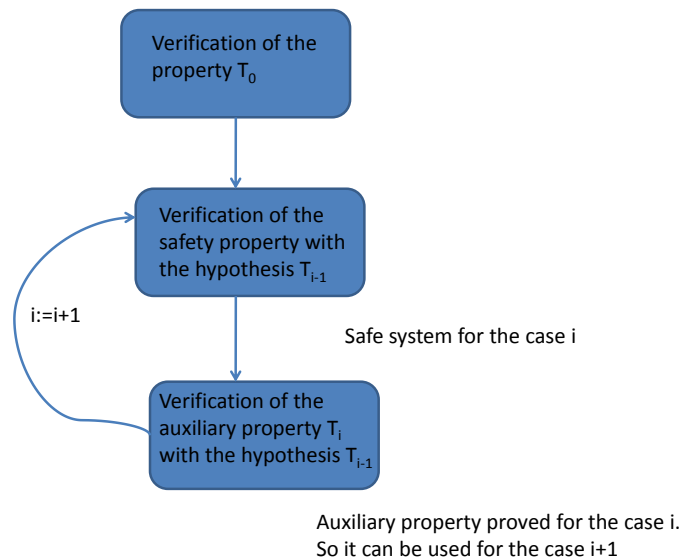 Verification of the
property T₀
Verification of the
safety property with
the hypothesis Tᵢ₋₁
i:=i+1
Safe system for the case i
Verification of the
auxiliary property Tᵢ
with the hypothesis Tᵢ₋₁
Auxiliary property proved for the case i.
So it can be used for the case i+1